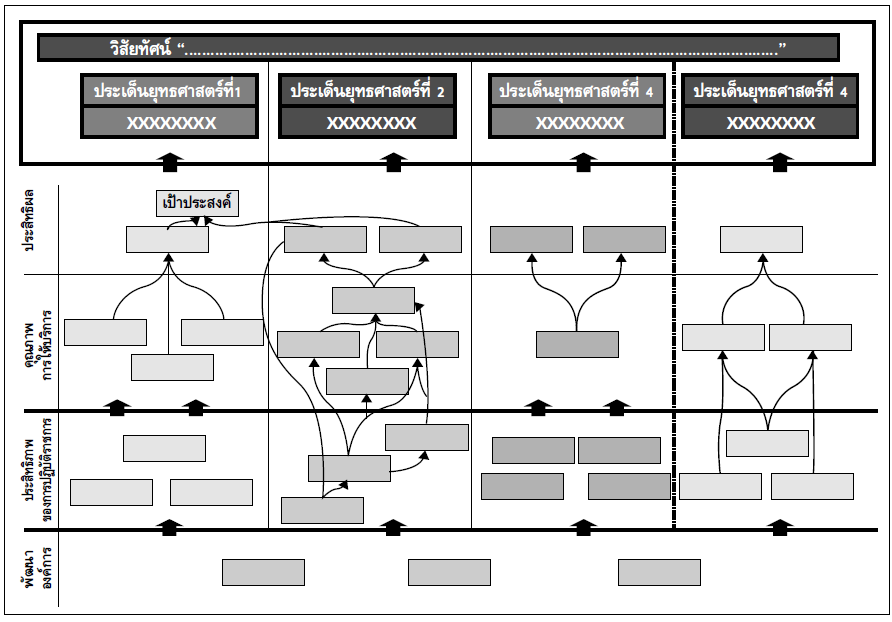 วิสัยทัศน์ “........................................................................................................”
ประเด็นยุทธศาสตร์ที่1
XXXXXXXX
ประเด็นยุทธศาสตร์ที่ 2
XXXXXXXX
ประเด็นยุทธศาสตร์ที่ 4
XXXXXXXX
ประเด็นยุทธศาสตร์ที่ 4
XXXXXXXX
ประสิทธิผล
เป้าประสงค์
คุณภาพ
การให้บริการ
ประสิทธิภาพ
ของการปฏิบัติราชการ
พัฒนา
องค์การ